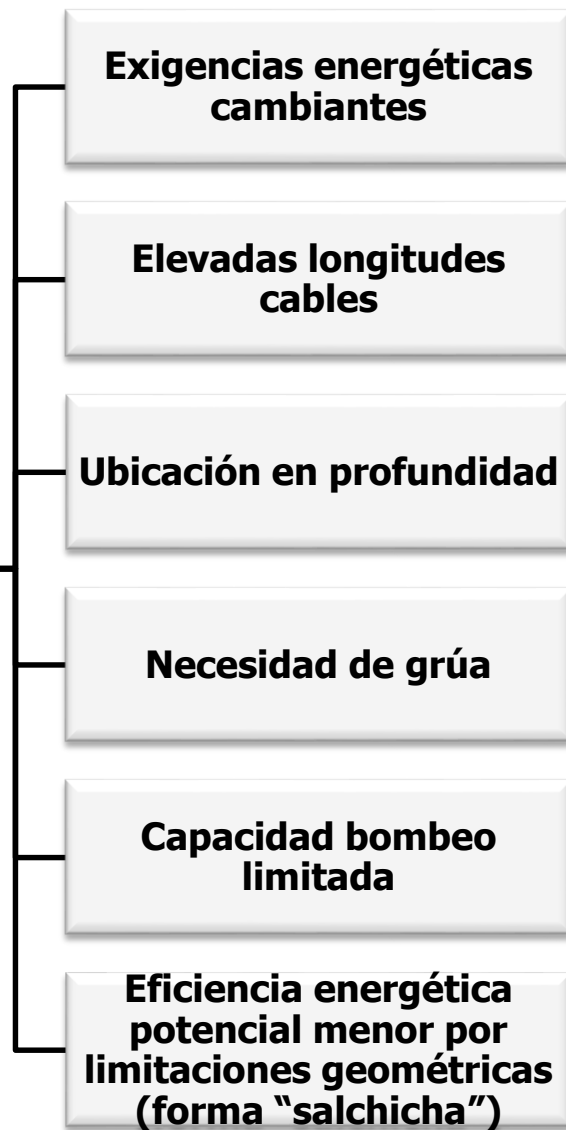 Exigencias energéticas
cambiantes
Elevadas longitudes
cables
Ubicación en profundidad
Necesidad de grúa
Capacidad bombeo
limitada
Eficiencia energética
potencial menor por
limitaciones geométricas
(forma “salchicha”)